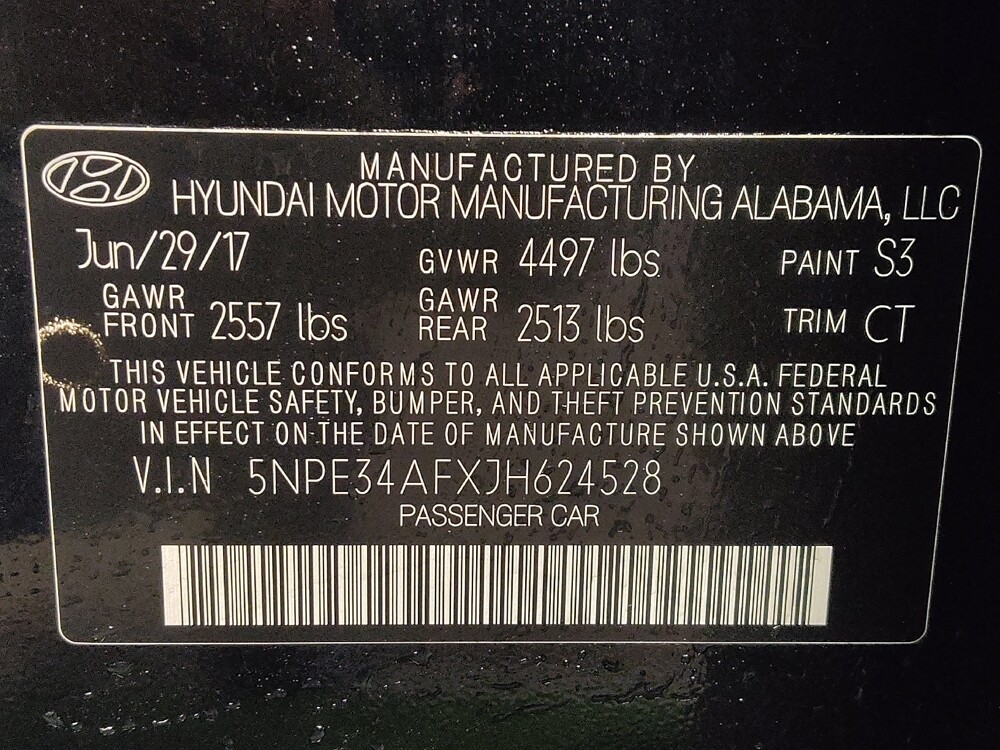 MANUFACTURED BY
HYUNDAI MOTOR MANUFACTURING ALABAMA, LLC
Jun/29/17 GVWR 4497 lbs PAINT S3
GAWR FRONT 2557 lbs GAWR REAR 2513 lbs TRIM CT
THIS VEHICLE CONFORMS TO ALL APPLICABLE U.S.A. FEDERAL
MOTOR VEHICLE SAFETY, BUMPER, AND THEFT PREVENTION STANDARDS
IN EFFECT ON THE DATE OF MANUFACTURE SHOWN ABOVE
V.I.N 5NPE34AFXJH624528
PASSENGER CAR